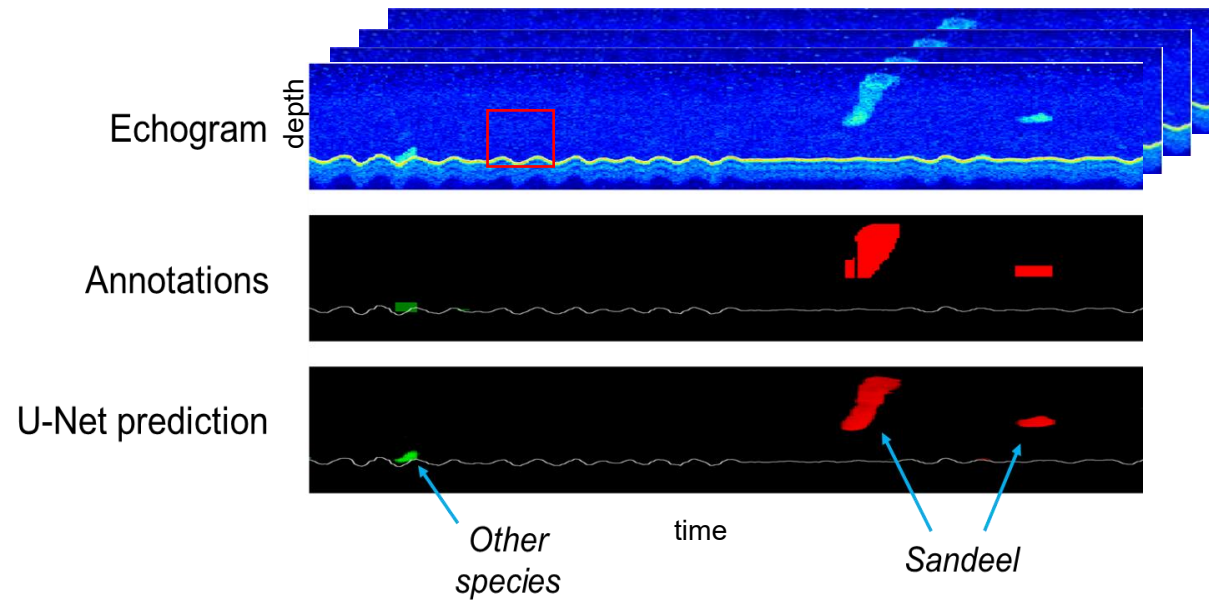 Echogram
depth
Annotations
U-Net prediction
Other
species
time
Sandeel